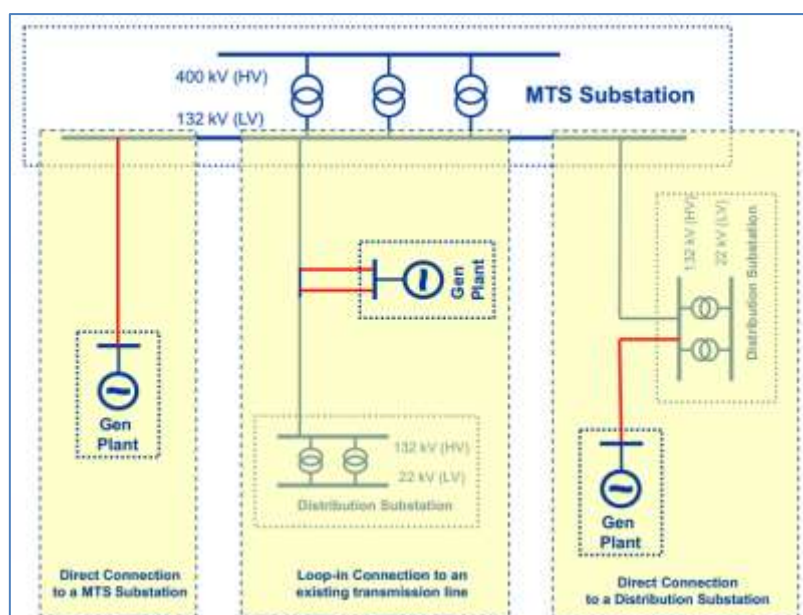 400 kV (HV)
MTS Substation
132 kV (LV)
Gen
Plant
Direct Connection
to a MTS Substation
Gen
Plant
132 kV (HV)
22 kV (LV)
Distribution Substation
Loop-in Connection to an
existing transmission line
132 kV (HV)
22 kV (LV)
Distribution Substation
Gen
Plant
Direct Connection
to a Distribution Substation